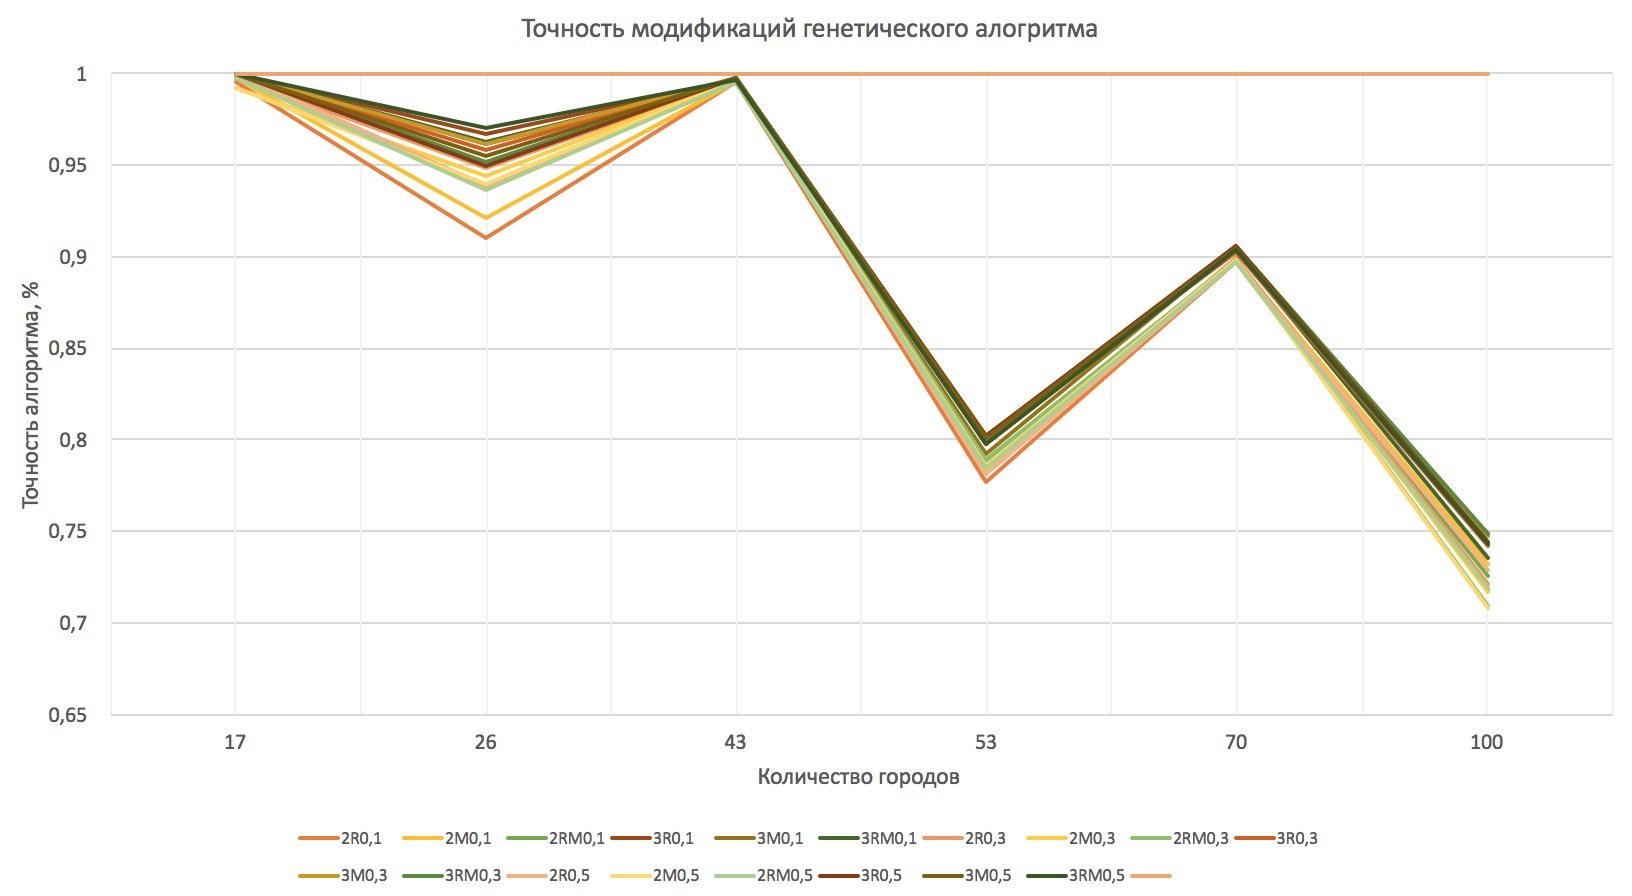 Точность модификаций генетического алогритма
1
0,95
0,9
0,85
0,8
0,75
0,7
0,65
Точность алгоритма, %
17 26 43 53 70 100
Количество городов
2R0,1 2M0,1 2RM0,1 3R0,1 3M0,1 3RM0,1 2R0,3 2M0,3 2RM0,3 3R0,3
3M0,3 3RM0,3 2R0,5 2M0,5 2RM0,5 3R0,5 3M0,5 3RM0,5